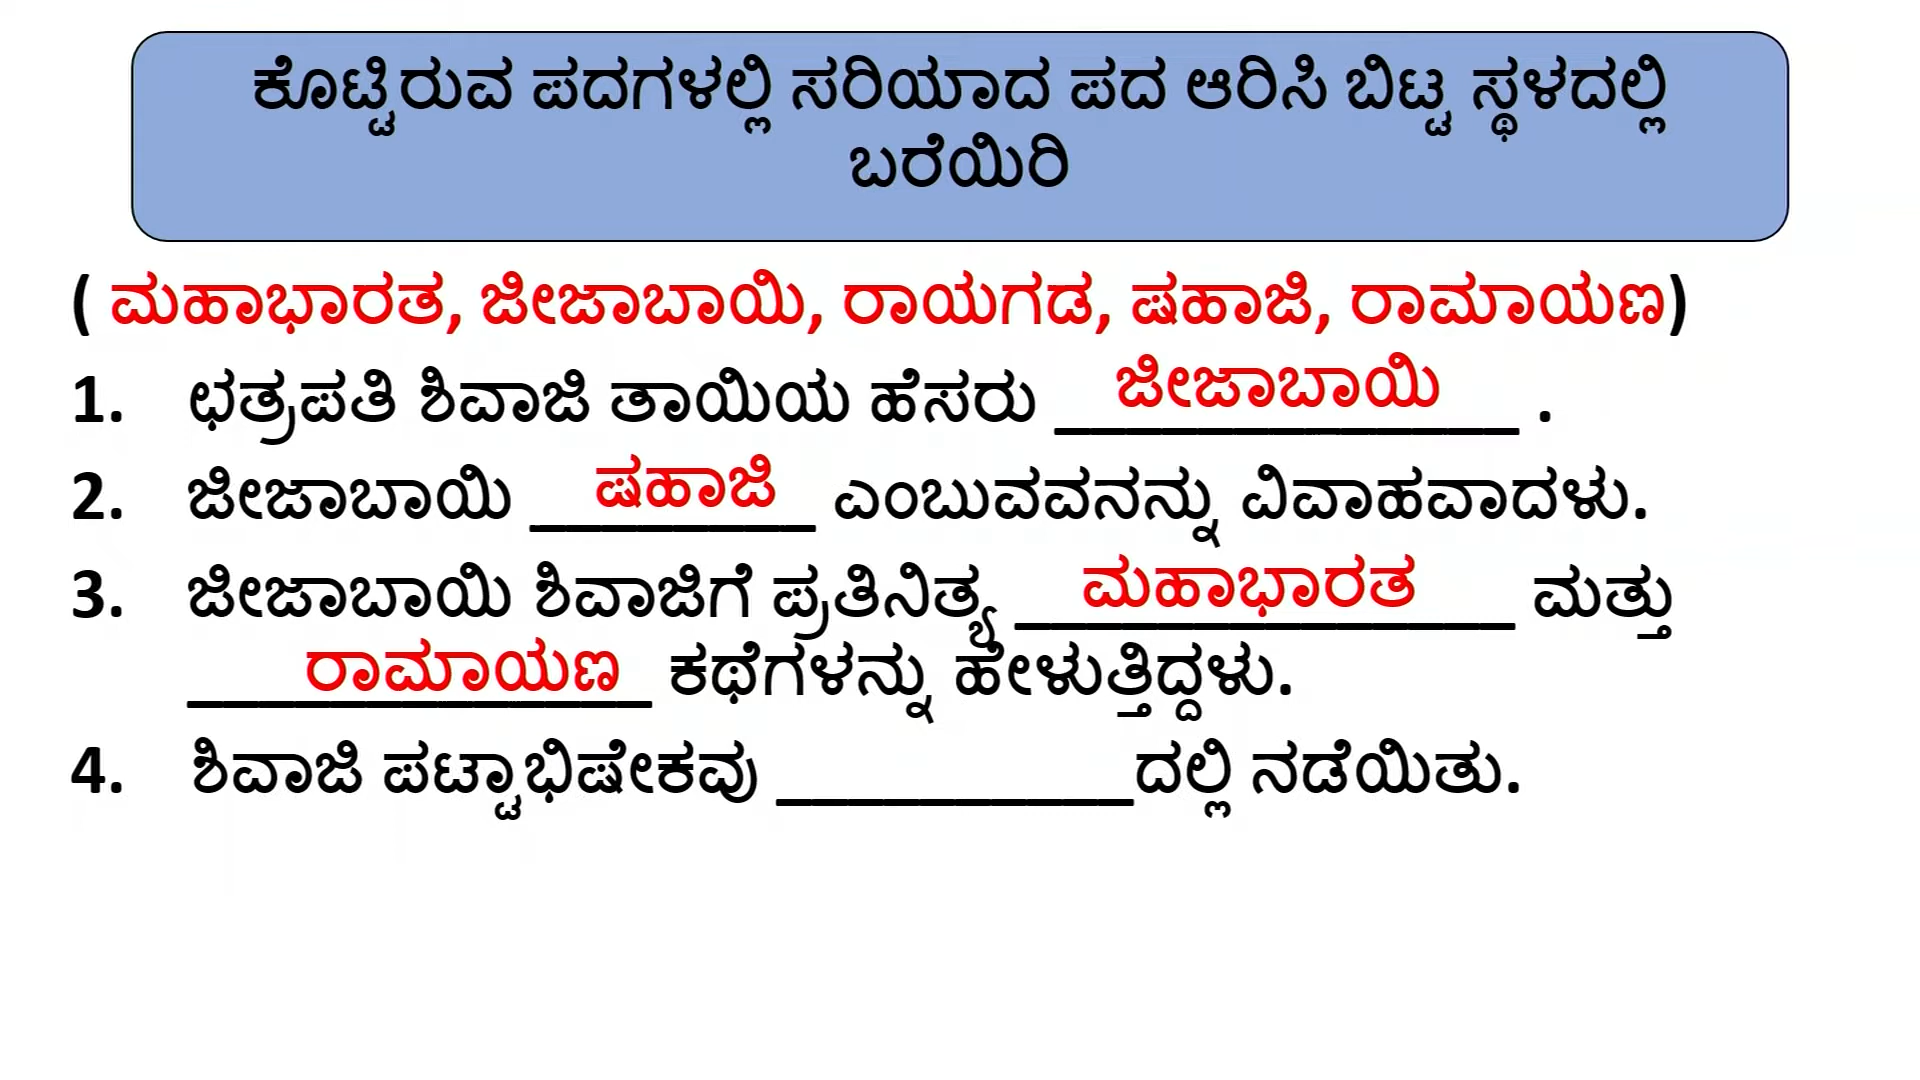 ಕೊಟ್ಟಿರುವ ಪದಗಳಲ್ಲಿ ಸರಿಯಾದ ಪದ ಆರಿಸಿ ಬಿಟ್ಟ ಸ್ಥಳದಲ್ಲಿ
ಬರೆಯಿರಿ
( ಮಹಾಭಾರತ, ಜೀಜಾಬಾಯಿ, ರಾಯಗಡ, ಷಹಾಜಿ, ರಾಮಾಯಣ)
1. ಛತ್ರಪತಿ ಶಿವಾಜಿ ತಾಯಿಯ ಹೆಸರು ಜೀಜಾಬಾಯಿ .
2. ಜೀಜಾಬಾಯಿ ಷಹಾಜಿ ಎಂಬುವವನನ್ನು ವಿವಾಹವಾದಳು.
3. ಜೀಜಾಬಾಯಿ ಶಿವಾಜಿಗೆ ಪ್ರತಿನಿತ್ಯ ಮಹಾಭಾರತ ಮತ್ತು
ರಾಮಾಯಣ ಕಥೆಗಳನ್ನು ಹೇಳುತ್ತಿದ್ದಳು.
4. ಶಿವಾಜಿ ಪಟ್ಟಾಭಿಷೇಕವು __________ದಲ್ಲಿ ನಡೆಯಿತು.